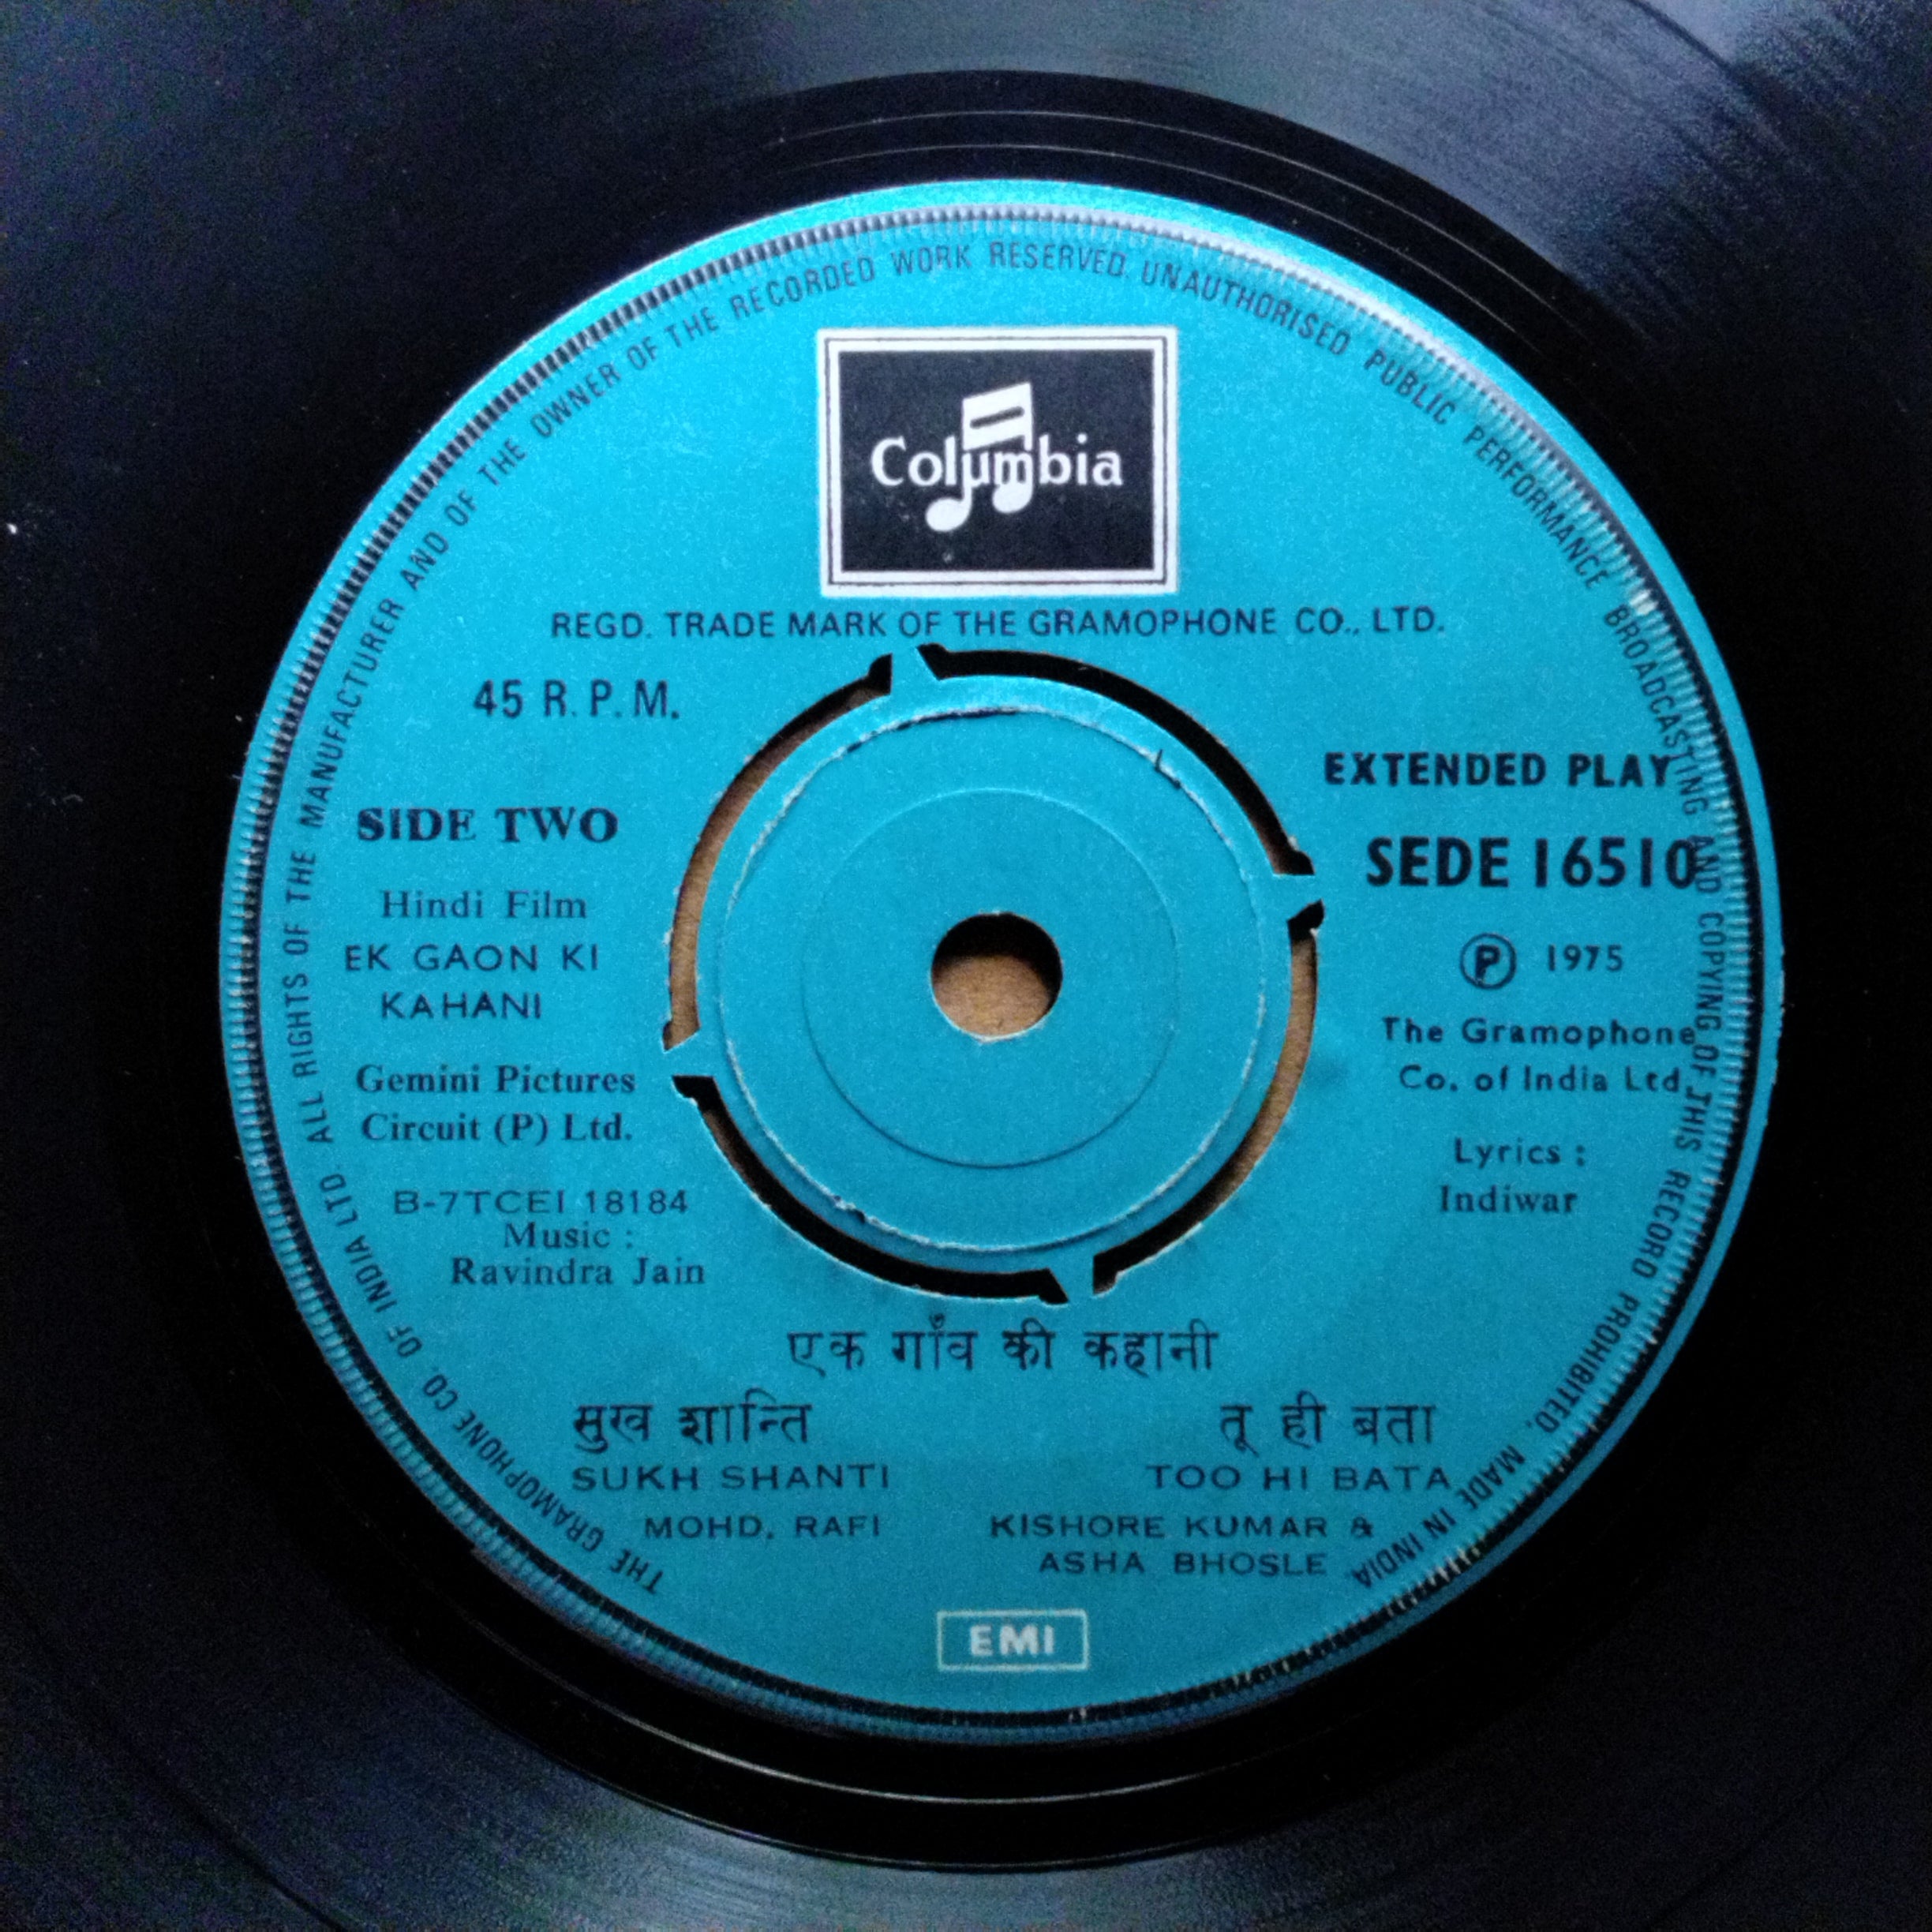 THE GRAMOPHONE CO. OF INDIA LTD ALL RIGHTS OF THE MANUFACTURER AND OF THE OWNER OF THE RECORDED WORK RESERVED. UNAUTHORISED PUBLIC PERFORMANCE BROADCASTING AND COPYING OF THIS RECORD PROHIBITED. MADE IN INDIA
Columbia
REGD. TRADE MARK OF THE GRAMOPHONE CO., LTD.
45 R.P.M.
SIDE TWO
Hindi Film
EK GAON KI
KAHANI
Gemini Pictures
Circuit (P) Ltd.
B-7TCEI 18184
Music :
Ravindra Jain
EXTENDED PLAY
SEDE 16510
Ⓟ 1975
The Gramophone
Co. of India Ltd.
Lyrics :
Indiwar
एक गाँव की कहानी
सुख शान्ति
SUKH SHANTI
MOHD. RAFI
तू ही बता
TOO HI BATA
KISHORE KUMAR &
ASHA BHOSLE
EMI